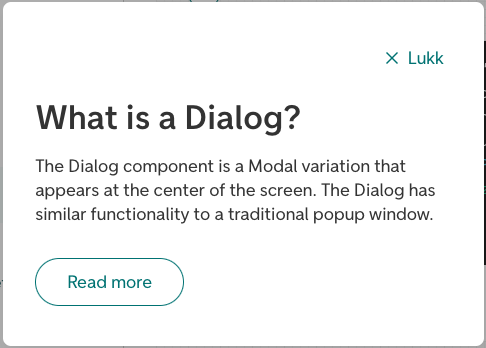 Lukk
What is a Dialog?
The Dialog component is a Modal variation that
appears at the center of the screen. The Dialog has
similar functionality to a traditional popup window.
Read more